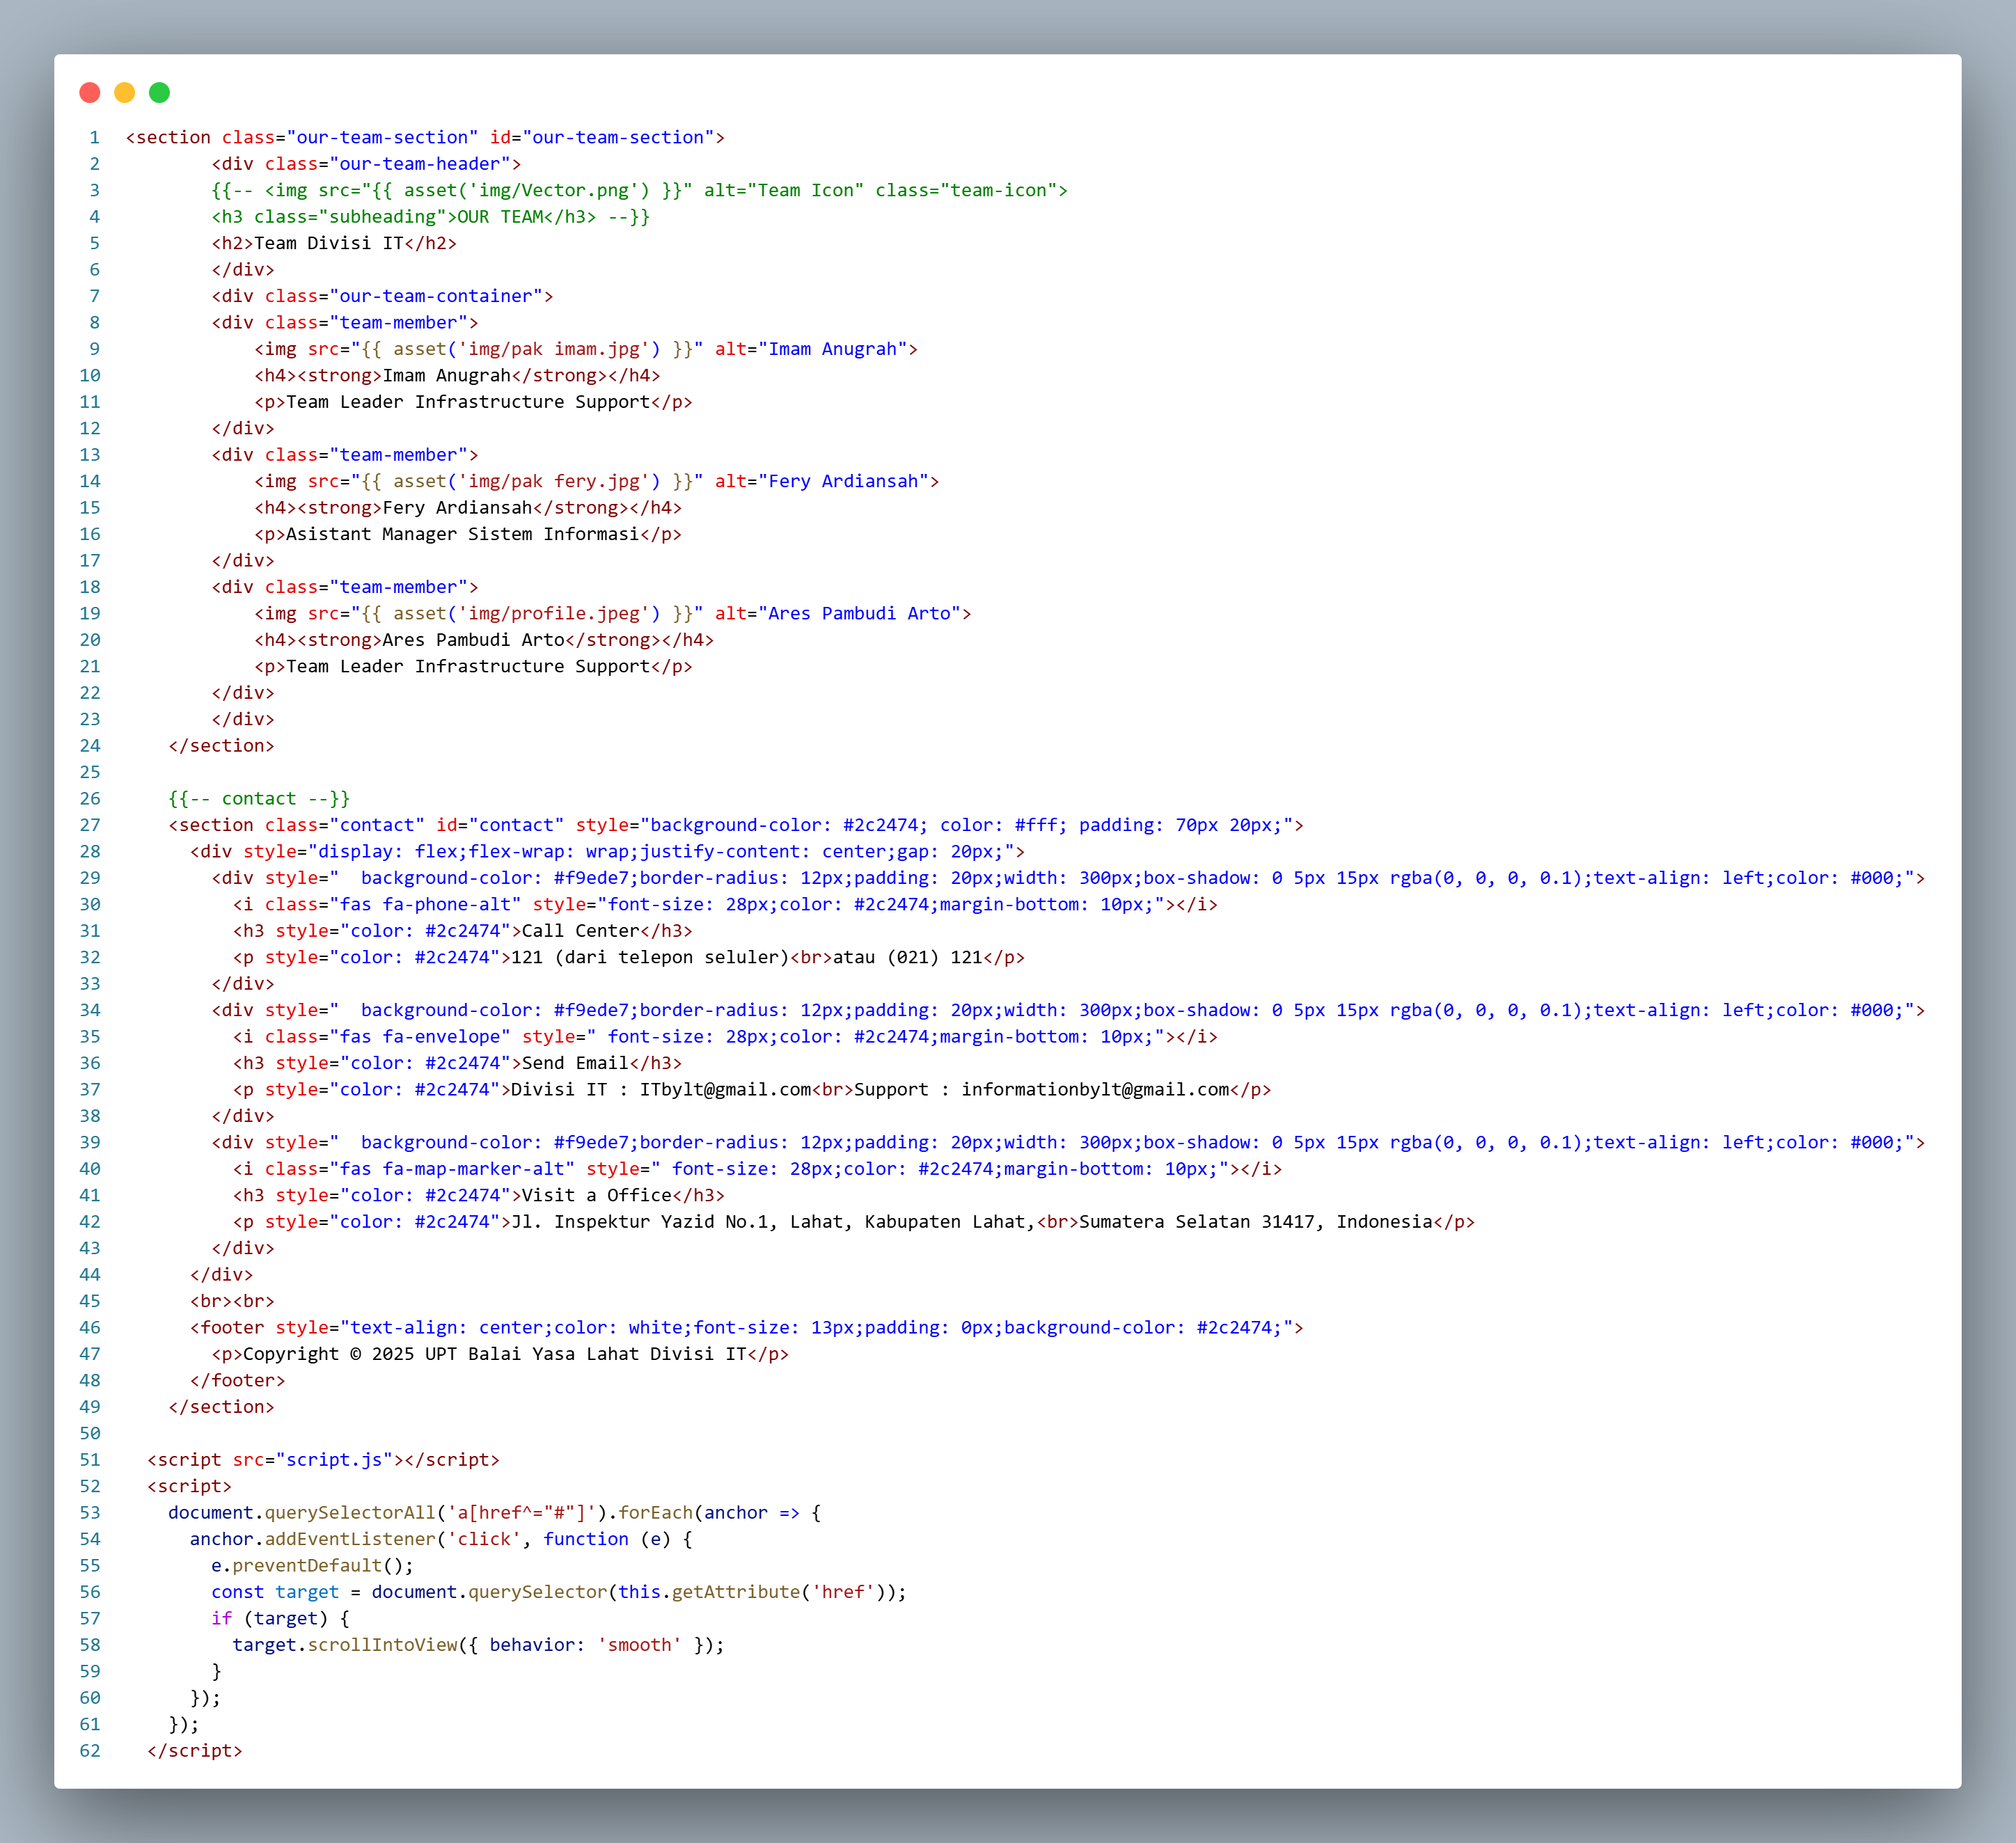 1 <section class="our-team-section" id="our-team-section">
2         <div class="our-team-header">
3         {{-- <img src="{{ asset('img/Vector.png') }}" alt="Team Icon" class="team-icon">
4         <h3 class="subheading">OUR TEAM</h3> --}}
5         <h2>Team Divisi IT</h2>
6         </div>
7         <div class="our-team-container">
8         <div class="team-member">
9             <img src="{{ asset('img/pak imam.jpg') }}" alt="Imam Anugrah">
10             <h4><strong>Imam Anugrah</strong></h4>
11             <p>Team Leader Infrastructure Support</p>
12         </div>
13         <div class="team-member">
14             <img src="{{ asset('img/pak fery.jpg') }}" alt="Fery Ardiansah">
15             <h4><strong>Fery Ardiansah</strong></h4>
16             <p>Asistant Manager Sistem Informasi</p>
17         </div>
18         <div class="team-member">
19             <img src="{{ asset('img/profile.jpeg') }}" alt="Ares Pambudi Arto">
20             <h4><strong>Ares Pambudi Arto</strong></h4>
21             <p>Team Leader Infrastructure Support</p>
22         </div>
23         </div>
24     </section>
25
26     {{-- contact --}}
27     <section class="contact" id="contact" style="background-color: #2c2474; color: #fff; padding: 70px 20px;">
28       <div style="display: flex;flex-wrap: wrap;justify-content: center;gap: 20px;">
29         <div style="  background-color: #f9ede7;border-radius: 12px;padding: 20px;width: 300px;box-shadow: 0 5px 15px rgba(0, 0, 0, 0.1);text-align: left;color: #000;">
30           <i class="fas fa-phone-alt" style="font-size: 28px;color: #2c2474;margin-bottom: 10px;"></i>
31           <h3 style="color: #2c2474">Call Center</h3>
32           <p style="color: #2c2474">121 (dari telepon seluler)<br>atau (021) 121</p>
33         </div>
34         <div style="  background-color: #f9ede7;border-radius: 12px;padding: 20px;width: 300px;box-shadow: 0 5px 15px rgba(0, 0, 0, 0.1);text-align: left;color: #000;">
35           <i class="fas fa-envelope" style=" font-size: 28px;color: #2c2474;margin-bottom: 10px;"></i>
36           <h3 style="color: #2c2474">Send Email</h3>
37           <p style="color: #2c2474">Divisi IT : ITbylt@gmail.com<br>Support : informationbylt@gmail.com</p>
38         </div>
39         <div style="  background-color: #f9ede7;border-radius: 12px;padding: 20px;width: 300px;box-shadow: 0 5px 15px rgba(0, 0, 0, 0.1);text-align: left;color: #000;">
40           <i class="fas fa-map-marker-alt" style=" font-size: 28px;color: #2c2474;margin-bottom: 10px;"></i>
41           <h3 style="color: #2c2474">Visit a Office</h3>
42           <p style="color: #2c2474">Jl. Inspektur Yazid No.1, Lahat, Kabupaten Lahat,<br>Sumatera Selatan 31417, Indonesia</p>
43         </div>
44       </div>
45       <br><br>
46       <footer style="text-align: center;color: white;font-size: 13px;padding: 0px;background-color: #2c2474;">
47         <p>Copyright © 2025 UPT Balai Yasa Lahat Divisi IT</p>
48       </footer>
49     </section>
50
51   <script src="script.js"></script>
52   <script>
53     document.querySelectorAll('a[href^="#"]').forEach(anchor => {
54       anchor.addEventListener('click', function (e) {
55         e.preventDefault();
56         const target = document.querySelector(this.getAttribute('href'));
57         if (target) {
58           target.scrollIntoView({ behavior: 'smooth' });
59         }
60       });
61     });
62   </script>